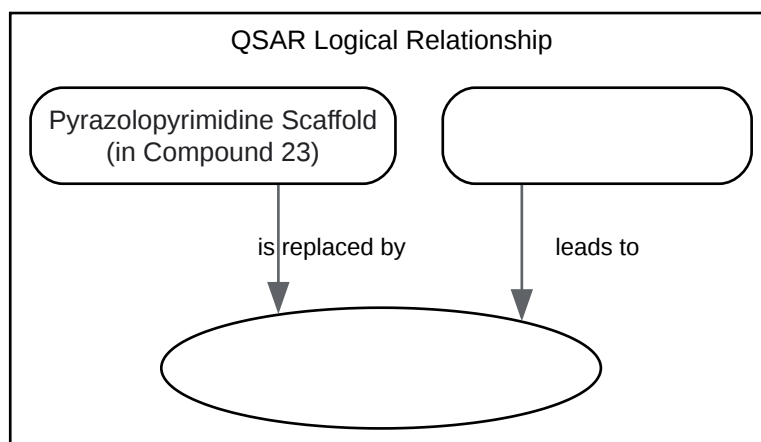 QSAR Logical Relationship
Pyrazolopyrimidine Scaffold
(in Compound 23)
is replaced by
leads to